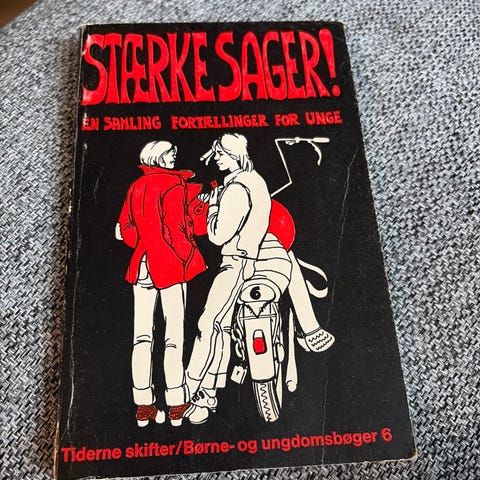 STÆRKE SAGER!
EN SAMLING FORTÆLLINGER FOR UNGE
6
Tiderne skifter/Børne- og ungdomsbøger 6